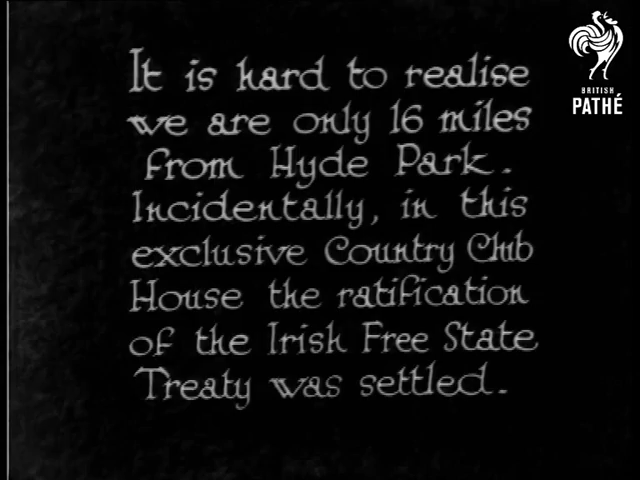 It is hard to realise
we are only 16 miles
from Hyde Park.
Incidentally, in this
exclusive Country Club
House the ratification
of the Irish Free State
Treaty was settled.
BRITISH
PATHÉ